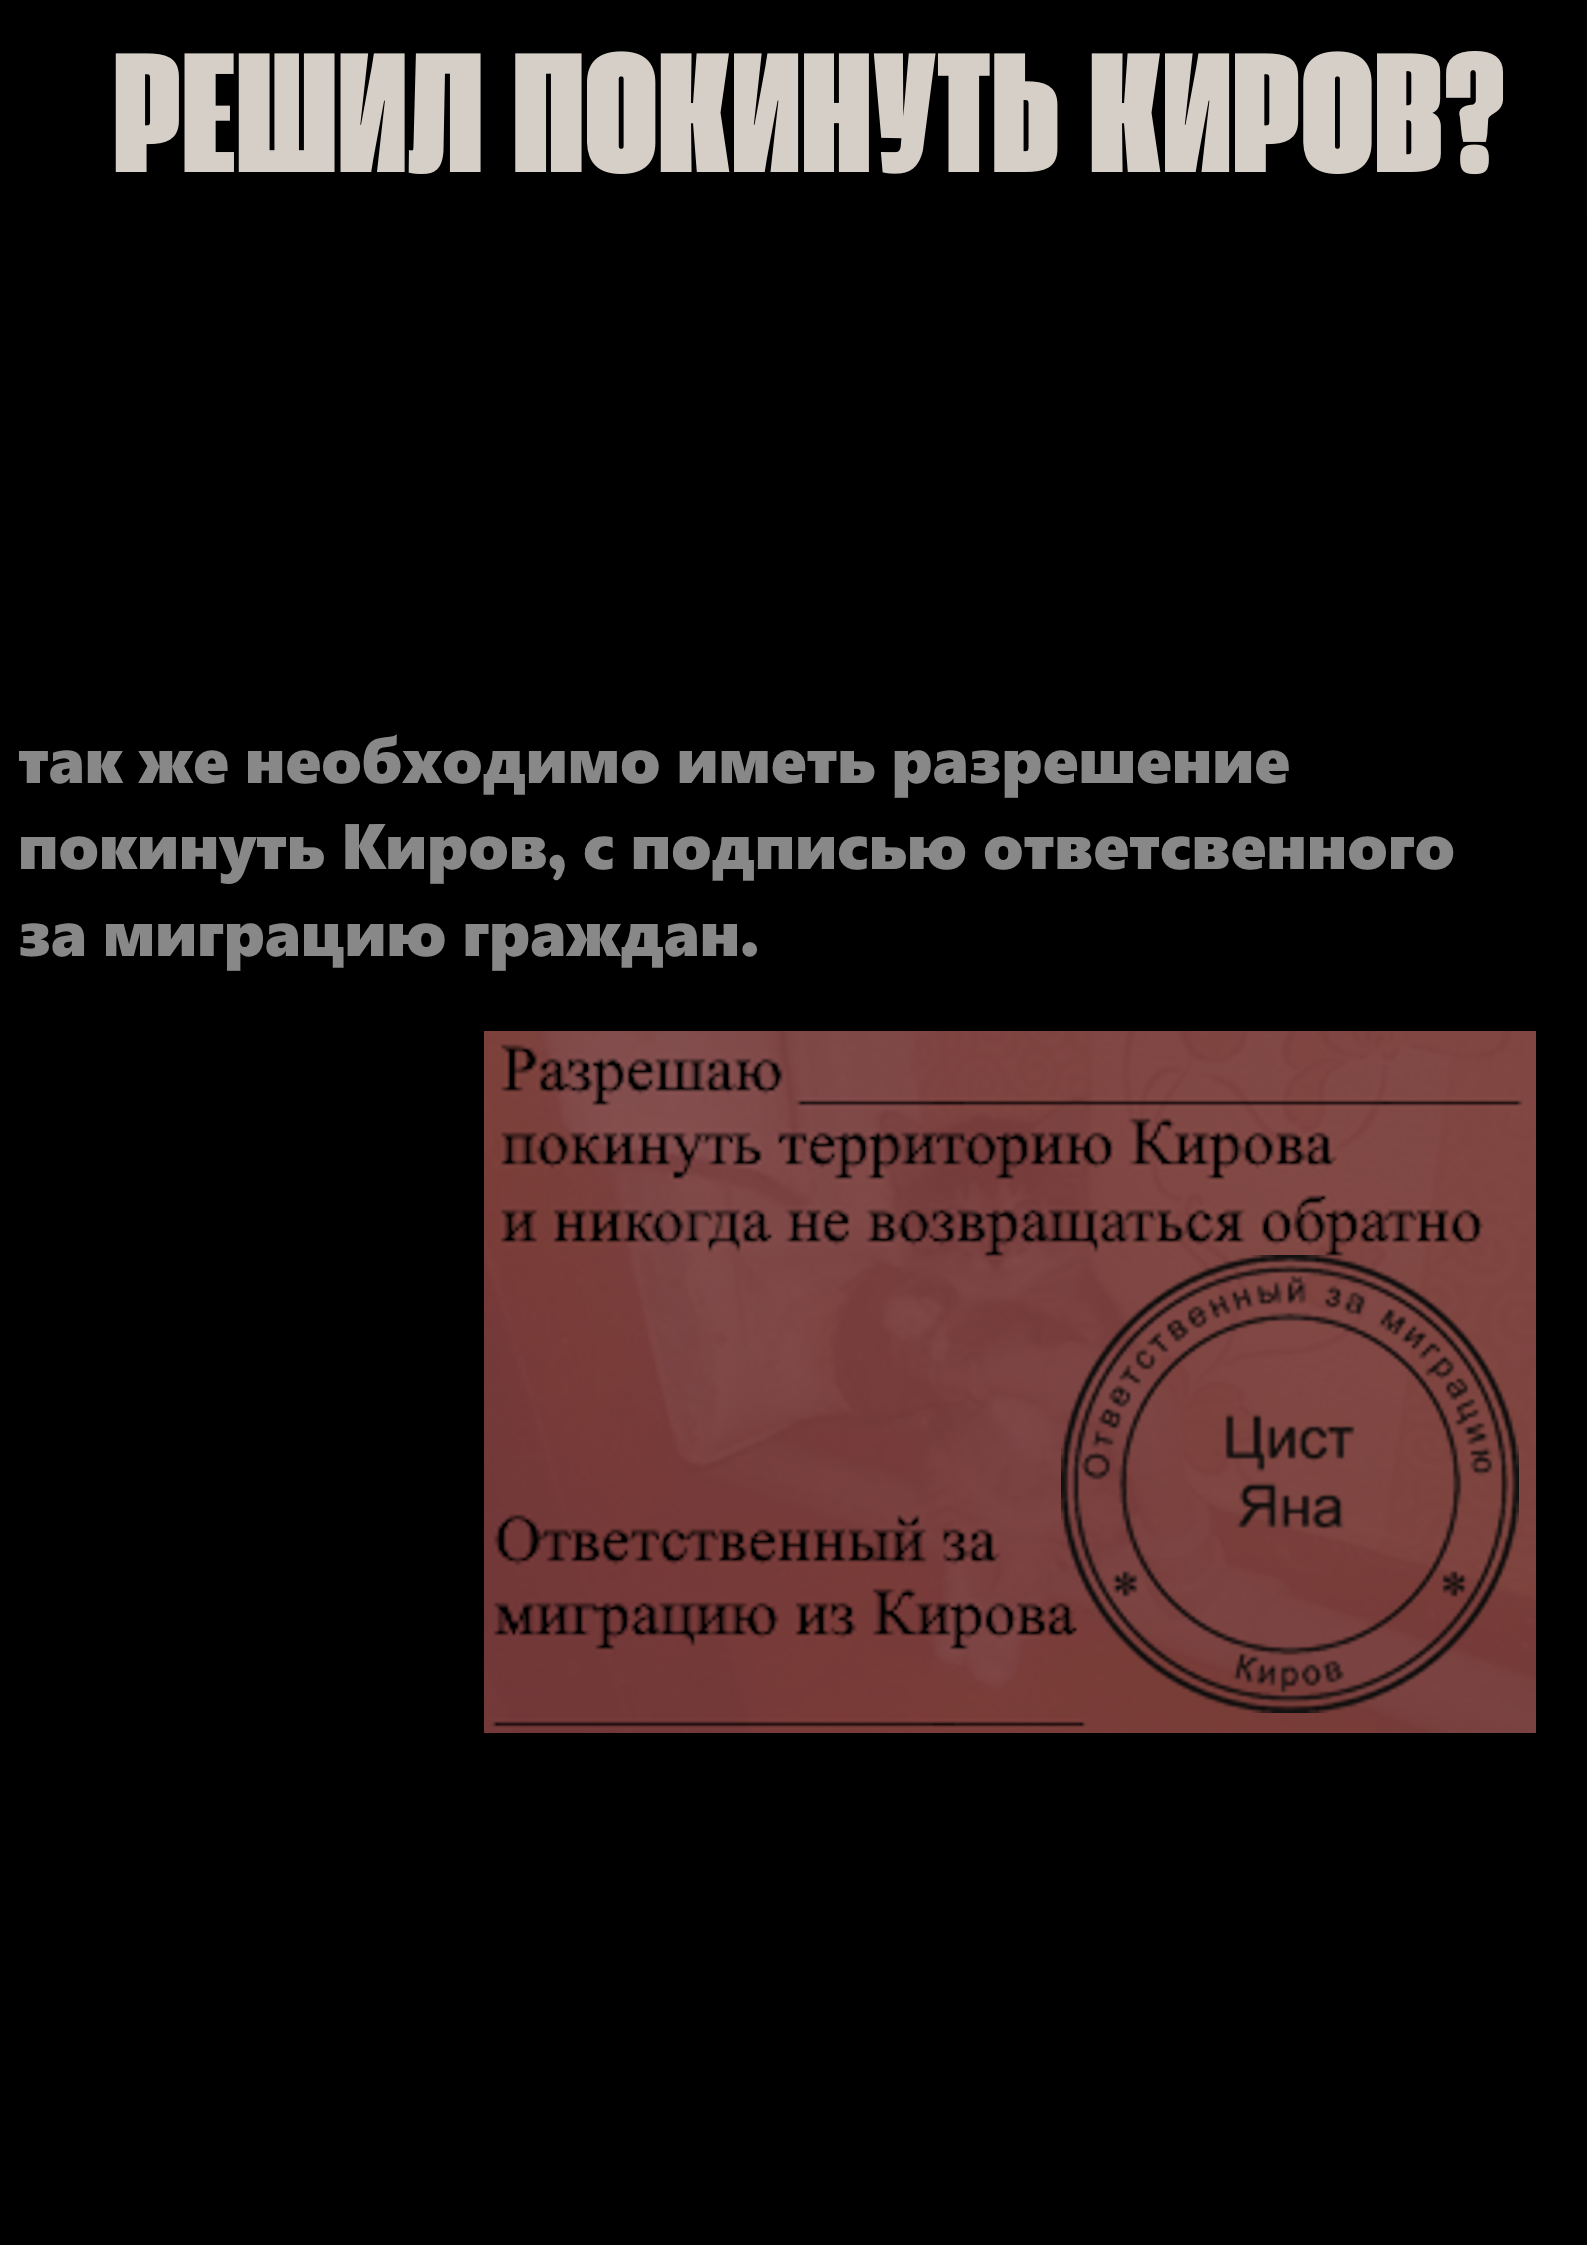 РЕШИЛ ПОКИНУТЬ КИРОВ?
так же необходимо иметь разрешение
покинуть Киров, с подписью ответсвенного
за миграцию граждан.
Разрешаю
покинуть территорию Кирова
и никогда не возвращаться обратно
Ответственный за миграцию
Цист
Яна
* *
Киров
Ответственный за
миграцию из Кирова